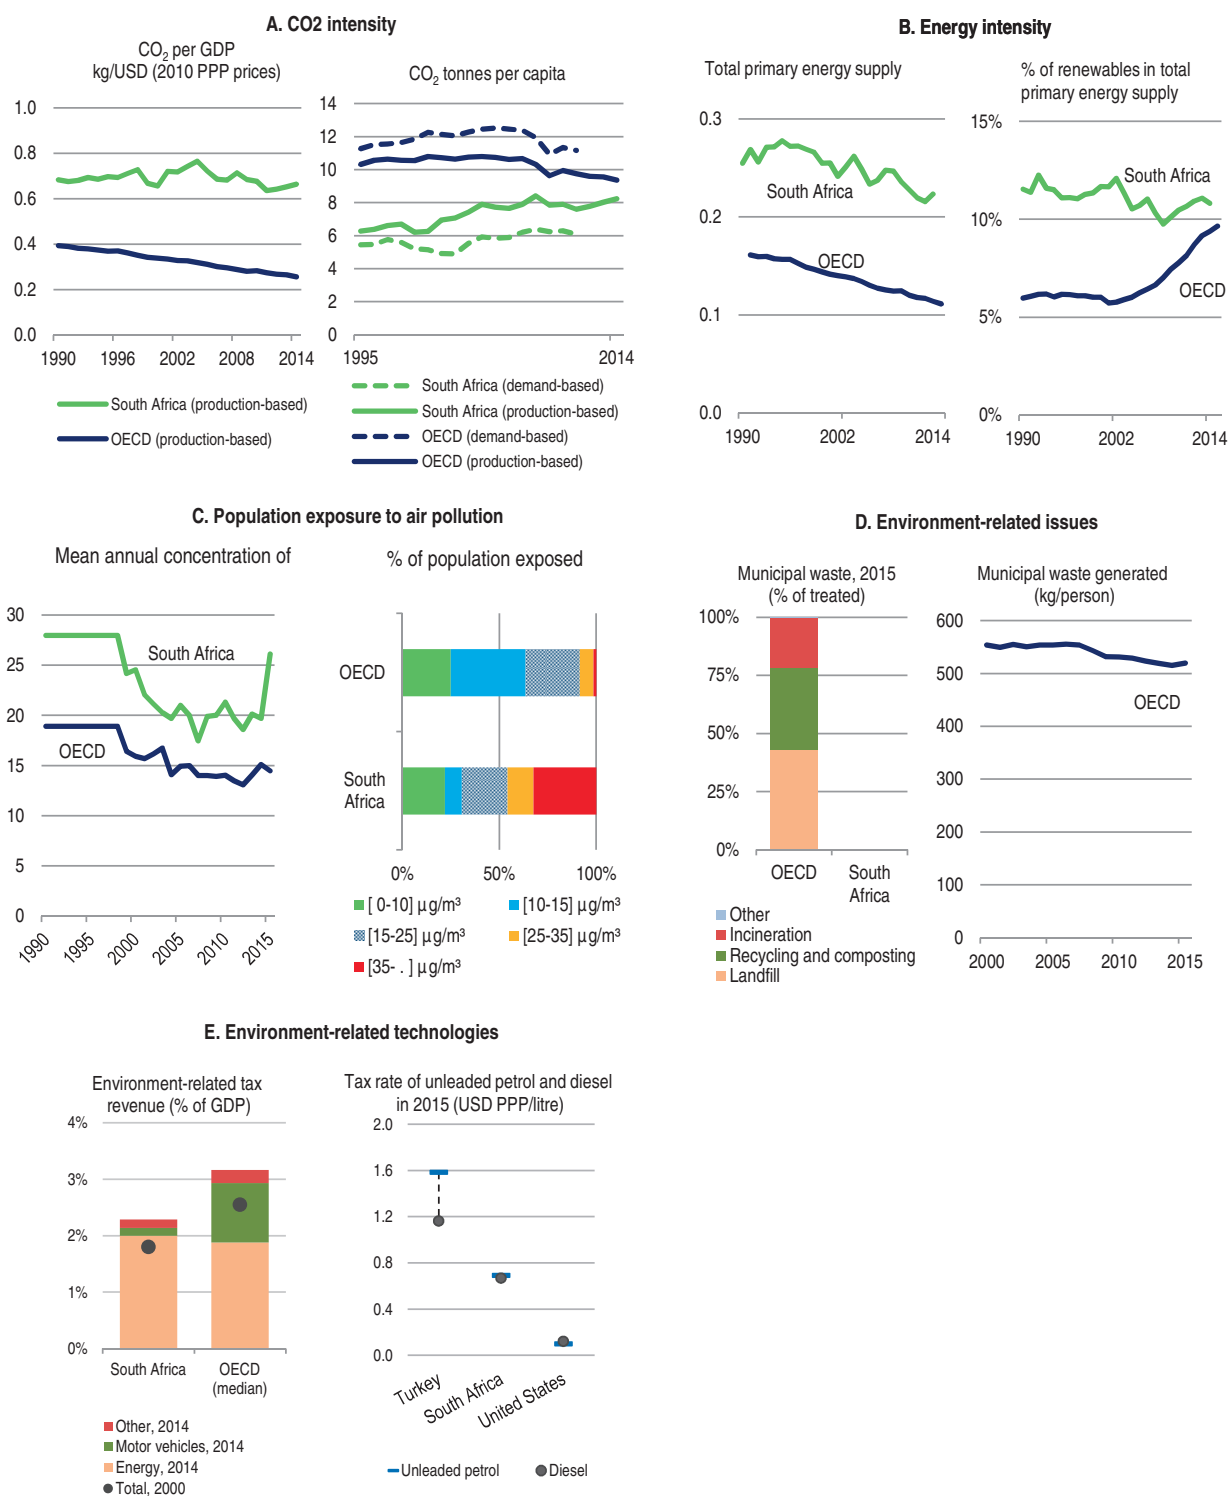 A. CO2 intensity
CO2 per GDP
kg/USD (2010 PPP prices)
1.0
0.8
0.6
0.4
0.2
0.0
1990 1996 2002 2008 2014
South Africa (production-based)
OECD (production-based)
CO2 tonnes per capita
14
12
10
8
6
4
2
0
1995 2014
South Africa (demand-based)
South Africa (production-based)
OECD (demand-based)
OECD (production-based)
B. Energy intensity
Total primary energy supply
0.3
South Africa
0.2
OECD
0.1
0.0
1990 2002 2014
% of renewables in total
primary energy supply
15%
South Africa
10%
OECD
5%
0%
1990 2002 2014
C. Population exposure to air pollution
Mean annual concentration of
30
South Africa
25
20
OECD
15
10
5
0
1990 1995 2000 2005 2010 2015
% of population exposed
OECD
South
Africa
0% 50% 100%
[ 0-10] µg/m³ [10-15] µg/m³
[15-25] µg/m³ [25-35] µg/m³
[35- . ] µg/m³
D. Environment-related issues
Municipal waste, 2015
(% of treated)
100%
75%
50%
25%
0%
OECD South
Africa
Other
Incineration
Recycling and composting
Landfill
Municipal waste generated
(kg/person)
600
500
OECD
400
300
200
100
0
2000 2005 2010 2015
E. Environment-related technologies
Environment-related tax
revenue (% of GDP)
4%
3%
2%
1%
0%
South Africa OECD
(median)
Other, 2014
Motor vehicles, 2014
Energy, 2014
Total, 2000
Tax rate of unleaded petrol and diesel
in 2015 (USD PPP/litre)
2.0
1.6
1.2
0.8
0.4
0.0
Turkey South Africa United States
Unleaded petrol Diesel